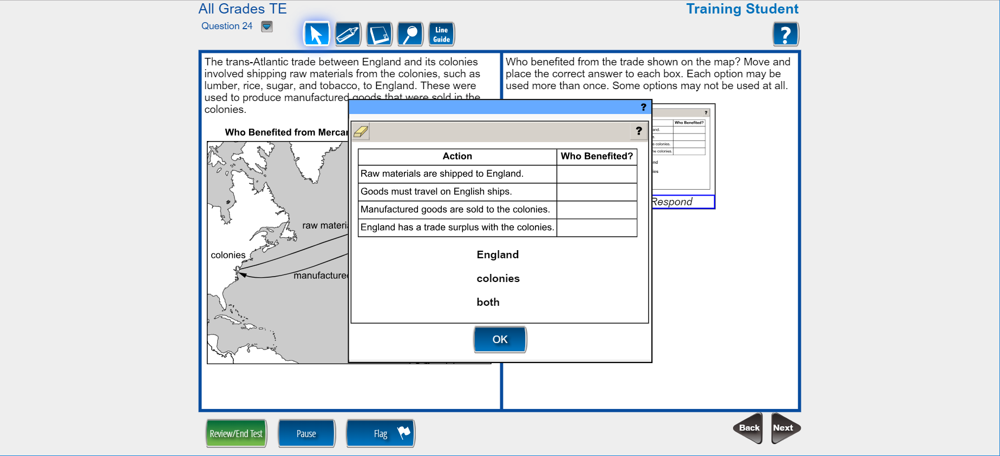 All Grades TE
Training Student
Question 24
Line
Guide
?
The trans-Atlantic trade between England and its colonies
involved shipping raw materials from the colonies, such as
lumber, rice, sugar, and tobacco, to England. These were
used to produce manufactured goods that were sold in the
colonies.
Who Benefited from Mercan
raw materia
colonies
manufactured
Who benefited from the trade shown on the map? Move and
place the correct answer to each box. Each option may be
used more than once. Some options may not be used at all.
?
Who Benefited?
and.
s.
e colonies.
he colonies.
nd
ies
Respond
?
?
Action Who Benefited?
Raw materials are shipped to England.
Goods must travel on English ships.
Manufactured goods are sold to the colonies.
England has a trade surplus with the colonies.
England
colonies
both
OK
Review/End Test
Pause
Flag
Back
Next